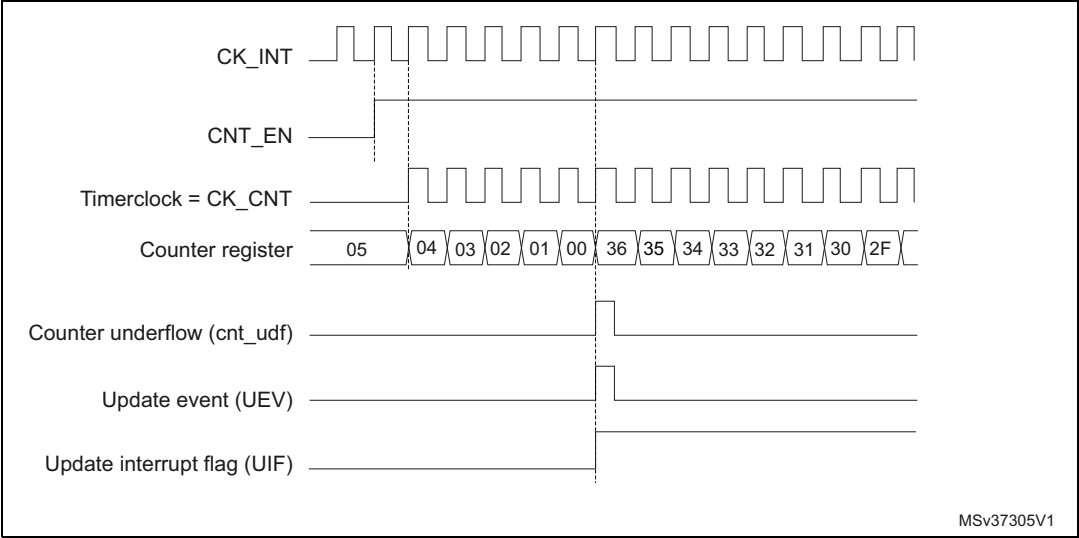 CK_INT
CNT_EN
Timerclock = CK_CNT
Counter register 05 04 03 02 01 00 36 35 34 33 32 31 30 2F
Counter underflow (cnt_udf)
Update event (UEV)
Update interrupt flag (UIF)
MSv37305V1